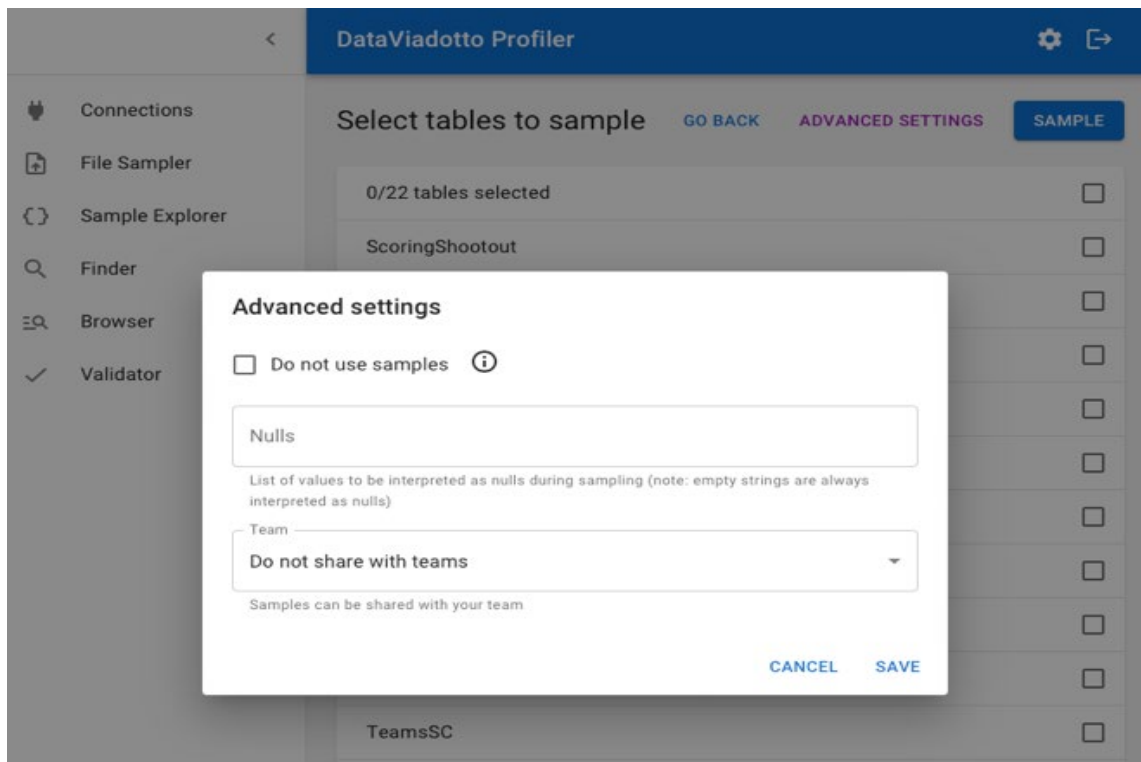 DataViadotto Profiler
Connections
File Sampler
Sample Explorer
Finder
Browser
Validator
Select tables to sample GO BACK ADVANCED SETTINGS SAMPLE
0/22 tables selected
ScoringShootout
Advanced settings
Do not use samples
Nulls
List of values to be interpreted as nulls during sampling (note: empty strings are always
interpreted as nulls)
Team
Do not share with teams
Samples can be shared with your team
CANCEL SAVE
TeamsSC